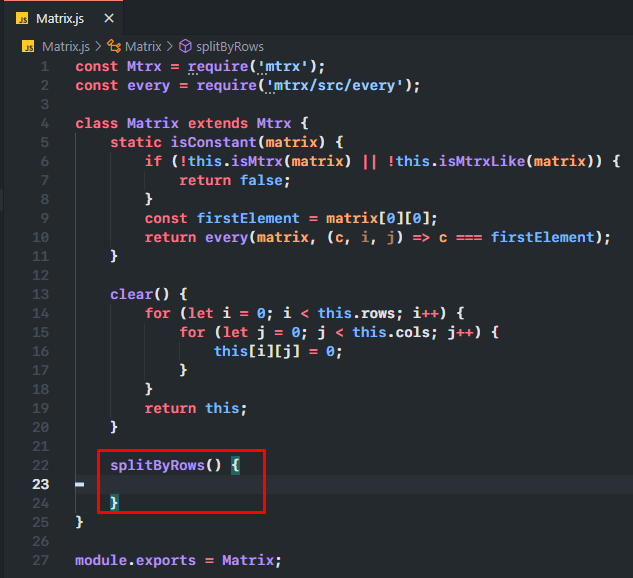 JS Matrix.js ×
JS Matrix.js > Matrix > splitByRows
1 const Mtrx = require('mtrx');
2 const every = require('mtrx/src/every');
3
4 class Matrix extends Mtrx {
5 static isConstant(matrix) {
6 if (!this.isMtrx(matrix) || !this.isMtrxLike(matrix)) {
7 return false;
8 }
9 const firstElement = matrix[0][0];
10 return every(matrix, (c, i, j) => c === firstElement);
11 }
12
13 clear() {
14 for (let i = 0; i < this.rows; i++) {
15 for (let j = 0; j < this.cols; j++) {
16 this[i][j] = 0;
17 }
18 }
19 return this;
20 }
21
22 splitByRows() {
23
24 }
25 }
26
27 module.exports = Matrix;